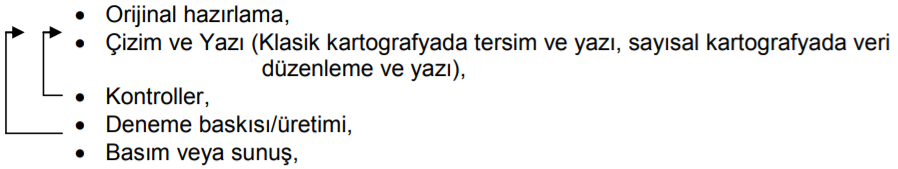 • Orijinal hazırlama,
• Çizim ve Yazı (Klasik kartografyada tersim ve yazı, sayısal kartografyada veri
düzenleme ve yazı),
• Kontroller,
• Deneme baskısı/üretimi,
• Basım veya sunuş,